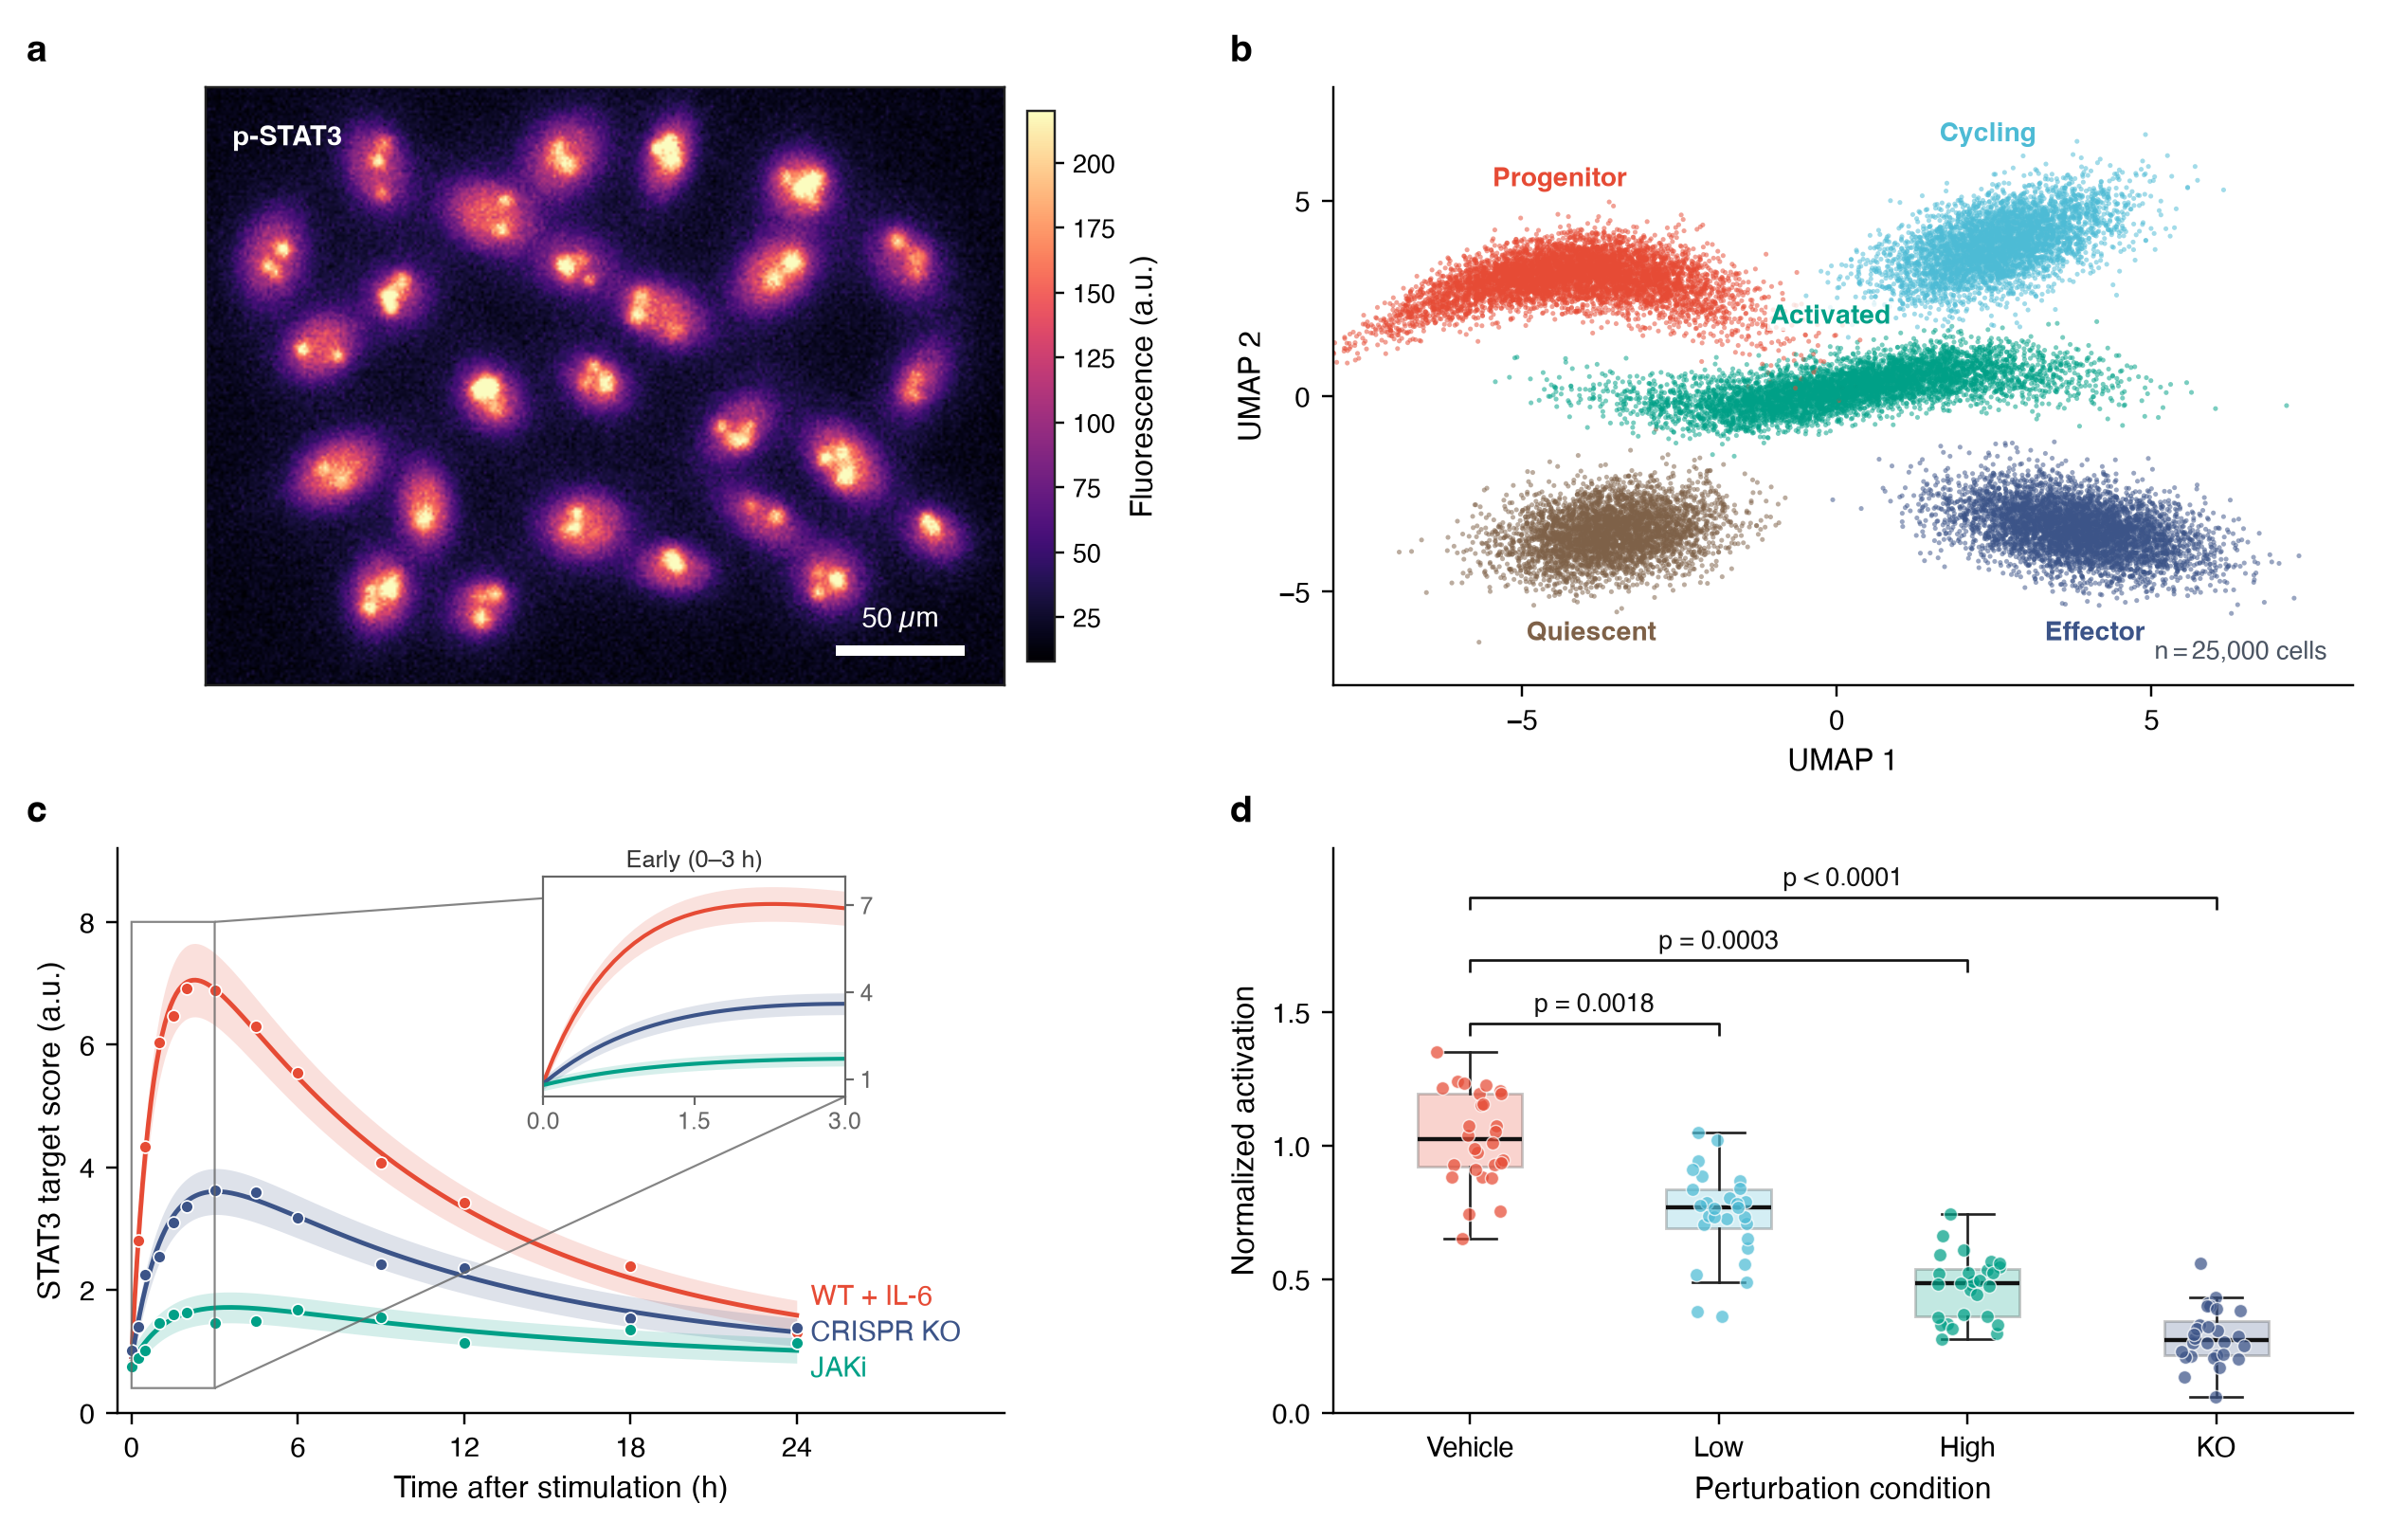 a
p-STAT3
50 µm
200
175
150
125
100
75
50
25
Fluorescence (a.u.)
b
Progenitor
Cycling
Activated
Quiescent
Effector
n = 25,000 cells
5
0
−5
UMAP 2
−5
0
5
UMAP 1
c
Early (0–3 h)
7
4
1
0.0
1.5
3.0
8
6
4
2
0
STAT3 target score (a.u.)
WT + IL-6
CRISPR KO
JAKi
0
6
12
18
24
Time after stimulation (h)
d
p < 0.0001
p = 0.0003
p = 0.0018
1.5
1.0
0.5
0.0
Normalized activation
Vehicle
Low
High
KO
Perturbation condition